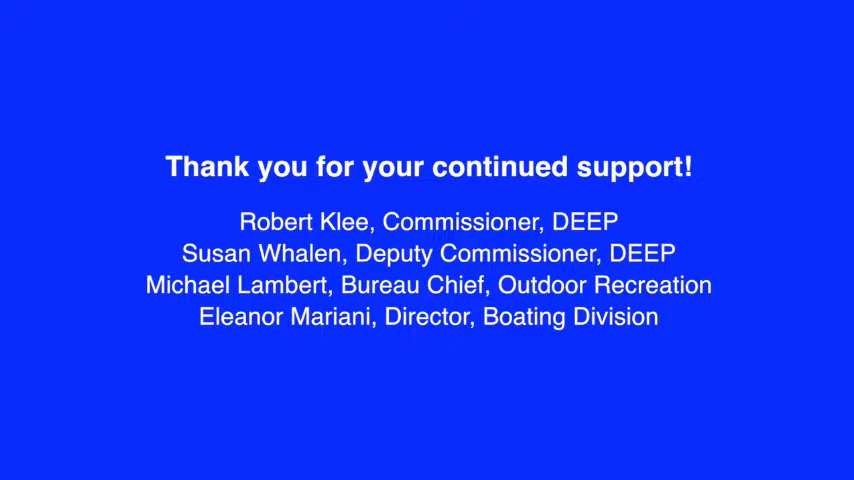 Thank you for your continued support!
Robert Klee, Commissioner, DEEP
Susan Whalen, Deputy Commissioner, DEEP
Michael Lambert, Bureau Chief, Outdoor Recreation
Eleanor Mariani, Director, Boating Division